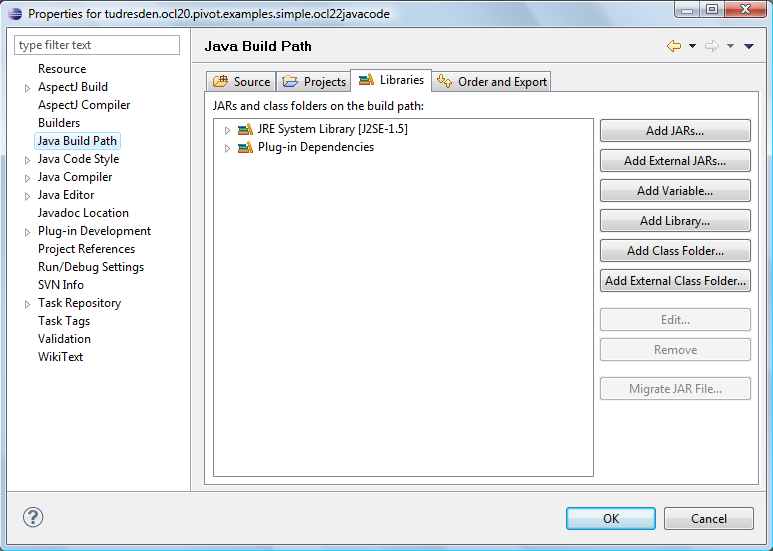 Properties for tudresden.ocl20.pivot.examples.simple.ocl22javacode
type filter text
Resource
AspectJ Build
AspectJ Compiler
Builders
Java Build Path
Java Code Style
Java Compiler
Java Editor
Javadoc Location
Plug-in Development
Project References
Run/Debug Settings
SVN Info
Task Repository
Task Tags
Validation
WikiText
Java Build Path
Source Projects Libraries Order and Export
JARs and class folders on the build path:
JRE System Library [J2SE-1.5]
Plug-in Dependencies
Add JARs...
Add External JARs...
Add Variable...
Add Library...
Add Class Folder...
Add External Class Folder...
Edit...
Remove
Migrate JAR File...
?
OK Cancel